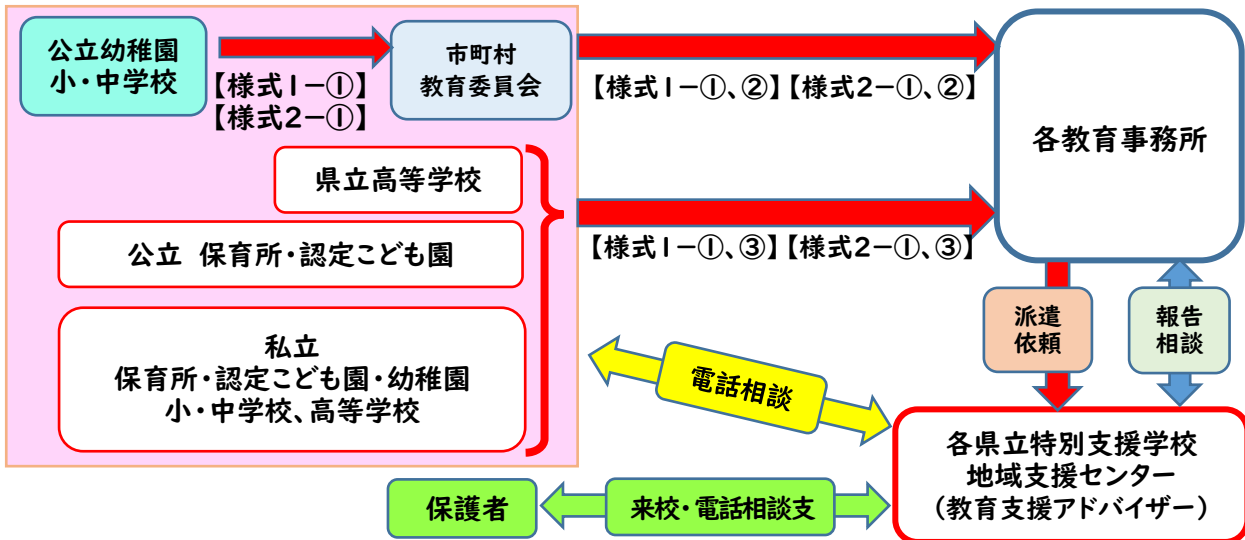 公立幼稚園
小・中学校
【様式1－①】
【様式2－①】
市町村
教育委員会
【様式1－①、②】【様式2－①、②】
各教育事務所
県立高等学校
公立 保育所・認定こども園
【様式1－①、③】【様式2－①、③】
私立
保育所・認定こども園・幼稚園
小・中学校、高等学校
派遣
依頼
報告
相談
電話相談
各県立特別支援学校
地域支援センター
（教育支援アドバイザー）
保護者
来校・電話相談支